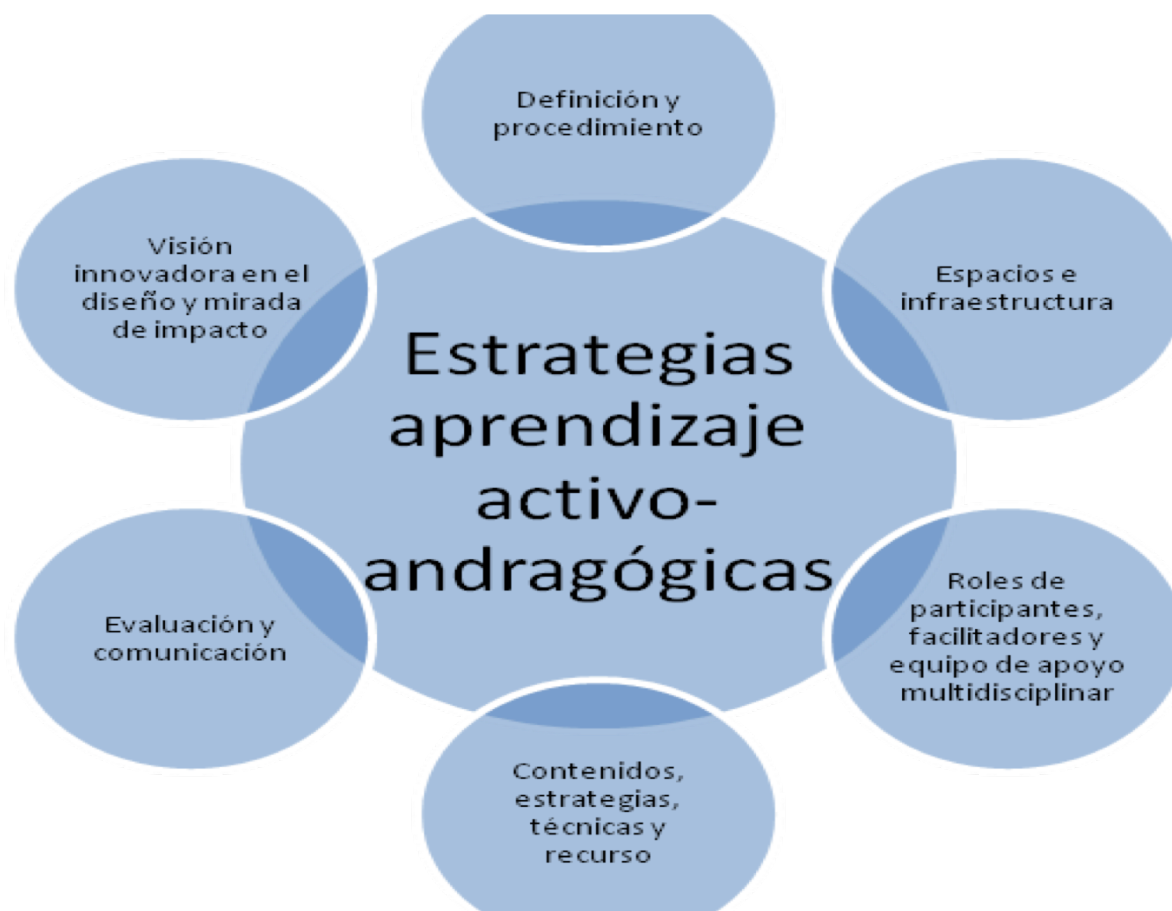 Definición y
procedimiento
Visión
innovadora en el
diseño y mirada
de impacto
Espacios e
infraestructura
Estrategias
aprendizaje
activo-
andragógicas
Evaluación y
comunicación
Roles de
participantes,
facilitadores y
equipo de apoyo
multidisciplinar
Contenidos,
estrategias,
técnicas y
recurso